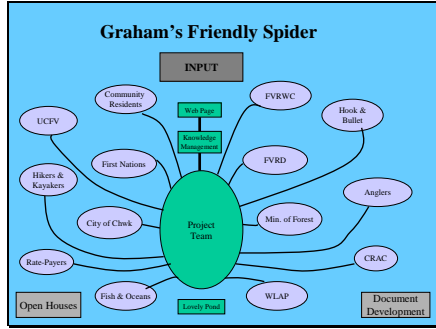 Graham's Friendly Spider
INPUT
Community
Residents
FVRWC
Web Page
Hook &
Bullet
UCFV
Knowledge
Management
First Nations
FVRD
Hikers &
Kayakers
Anglers
City of Chwk
Project
Team
Min. of Forest
Rate-Payers
CRAC
Fish & Oceans
WLAP
Open Houses
Lovely Pond
Document
Development